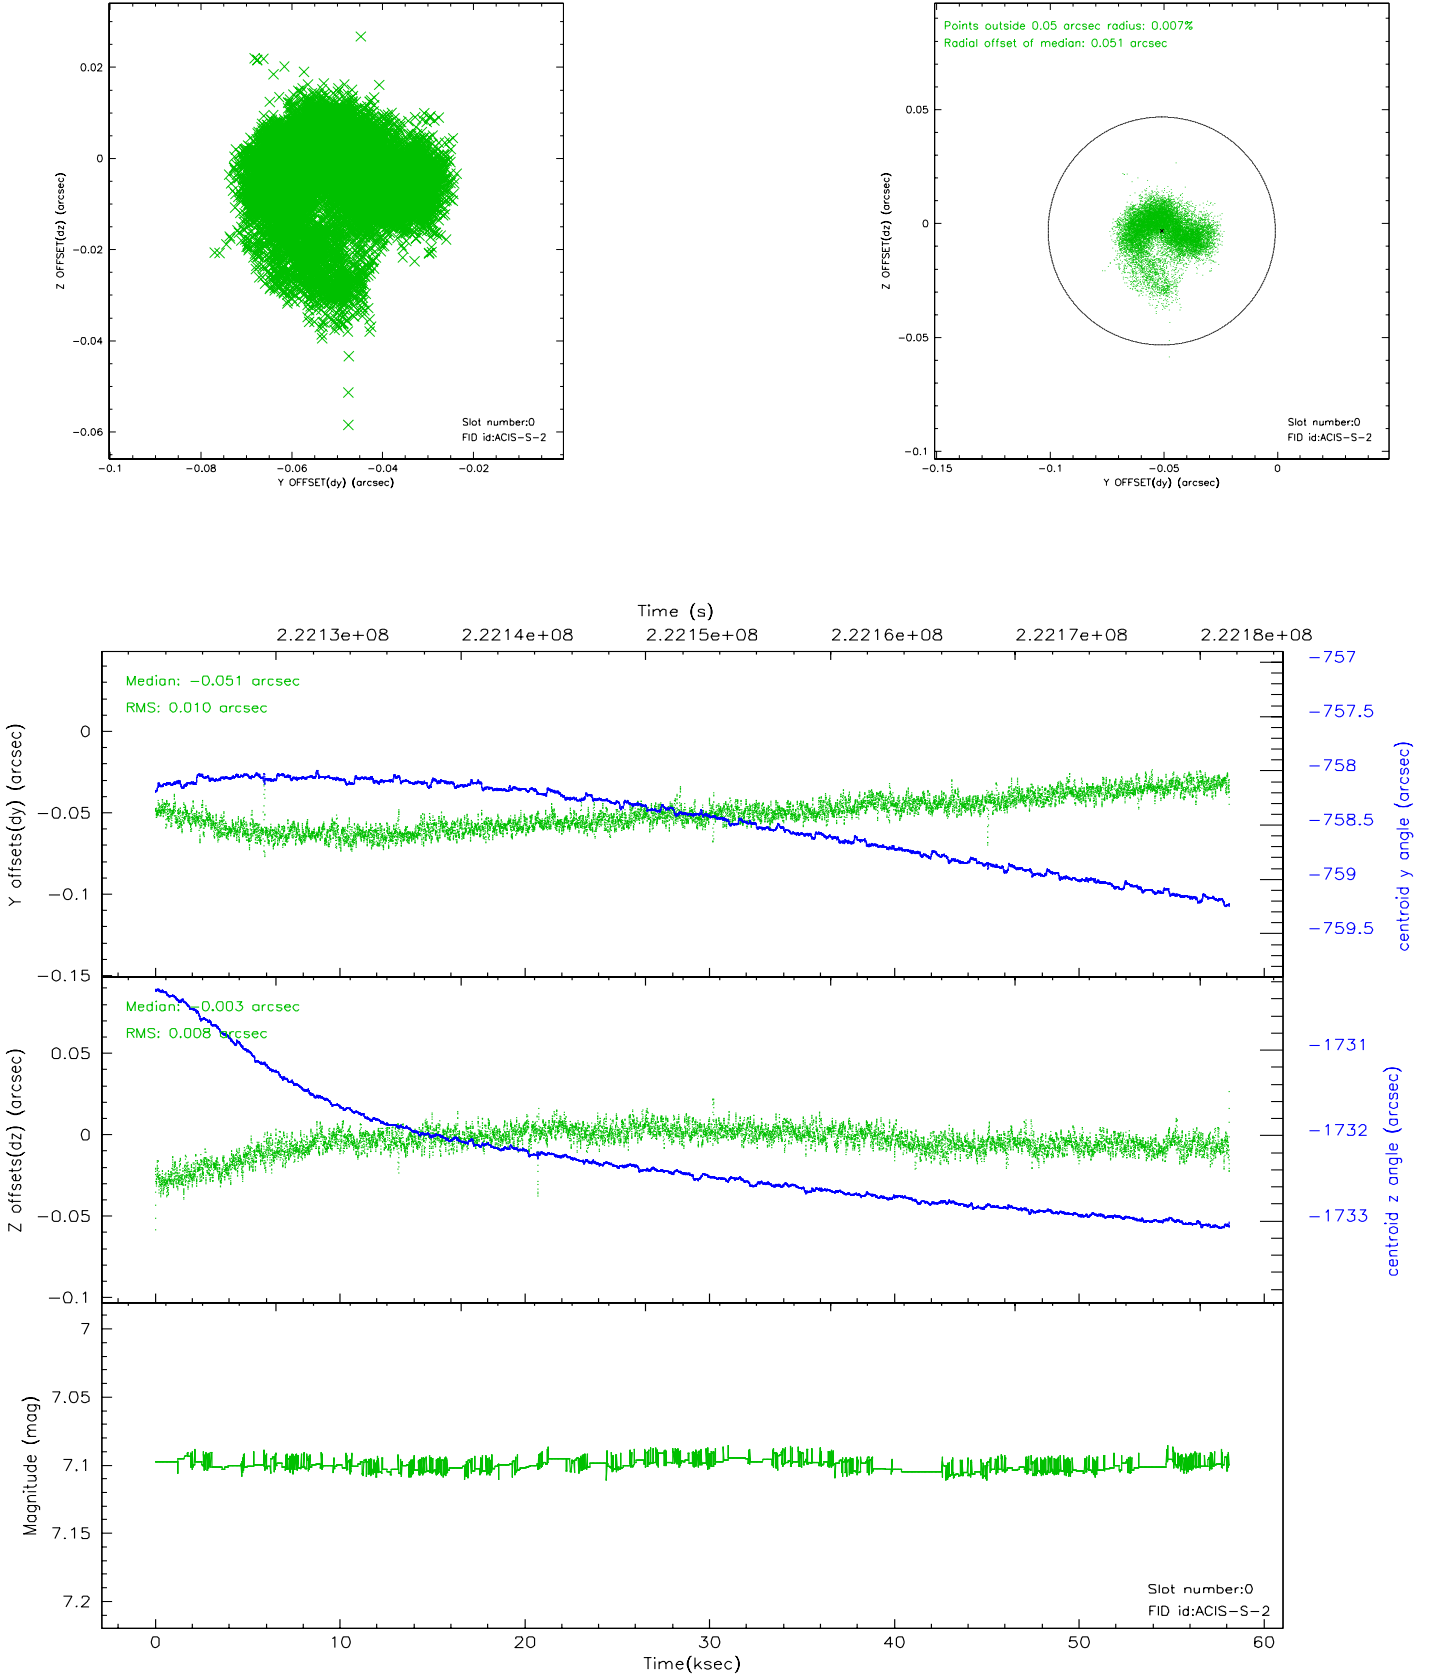 0.02
0
-0.02
-0.04
-0.06
Z OFFSET(dz) (arcsec)
Slot number:0
FID id:ACIS-S-2
-0.1
-0.08
-0.06
-0.04
-0.02
Y OFFSET(dy) (arcsec)
Points outside 0.05 arcsec radius: 0.007%
Radial offset of median: 0.051 arcsec
0.05
0
-0.05
-0.1
Z OFFSET(dz) (arcsec)
Slot number:0
FID id:ACIS-S-2
-0.15
-0.1
-0.05
0
Y OFFSET(dy) (arcsec)
Time (s)
2.2213e+08
2.2214e+08
2.2215e+08
2.2216e+08
2.2217e+08
2.2218e+08
Median: -0.051 arcsec
RMS: 0.010 arcsec
0
-0.05
-0.1
-0.15
Y offsets(dy) (arcsec)
-757
-757.5
-758
-758.5
-759
-759.5
centroid y angle (arcsec)
Median: -0.003 arcsec
RMS: 0.008 arcsec
0.05
0
-0.05
-0.1
Z offsets(dz) (arcsec)
-1731
-1732
-1733
centroid z angle (arcsec)
7
7.05
7.1
7.15
7.2
Magnitude (mag)
Slot number:0
FID id:ACIS-S-2
0
10
20
30
40
50
60
Time(ksec)